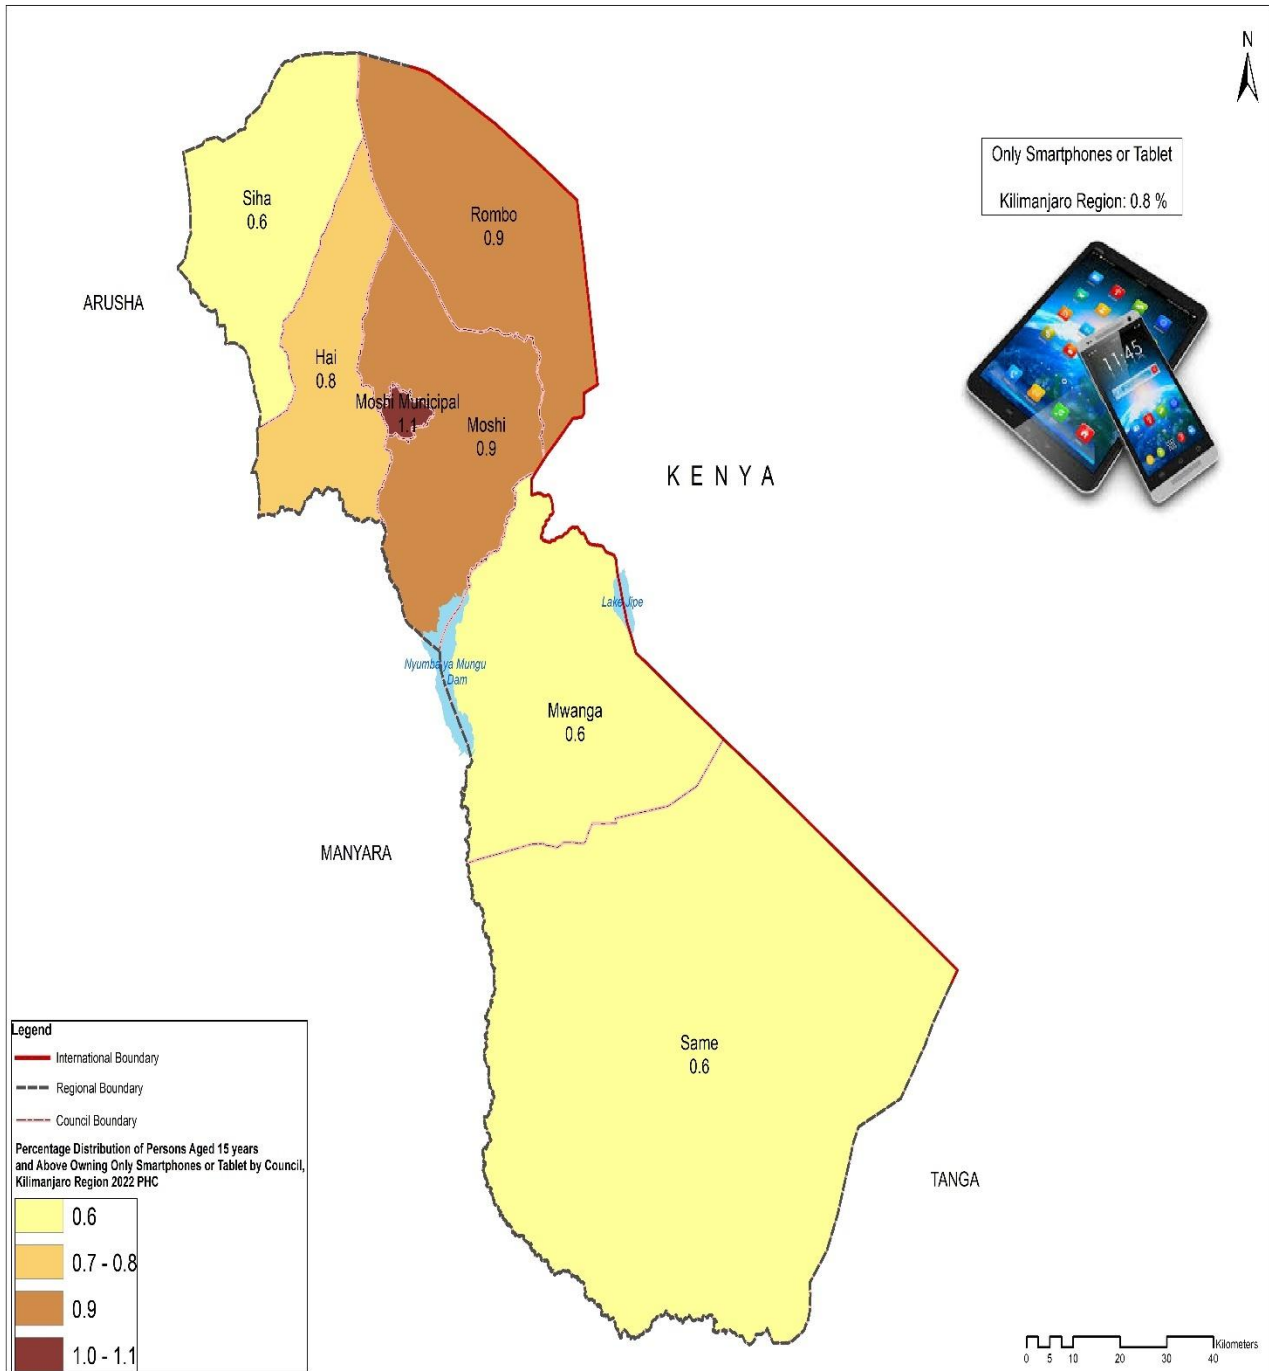 N
Only Smartphones or Tablet
Kilimanjaro Region: 0.8 %
Siha
0.6
Rombo
0.9
ARUSHA
Hai
0.8
11:45
Moshi Municipal
1.1
Moshi
0.9
KENYA
Lake Jipe
Nyumba ya Mungu
Dam
Mwanga
0.6
MANYARA
Same
0.6
TANGA
Legend
International Boundary
Regional Boundary
Council Boundary
Percentage Distribution of Persons Aged 15 years
and Above Owning Only Smartphones or Tablet by Council,
Kilimanjaro Region 2022 PHC
0.6
0.7 - 0.8
0.9
1.0 - 1.1
Kilometers
0 5 10 20 30 40